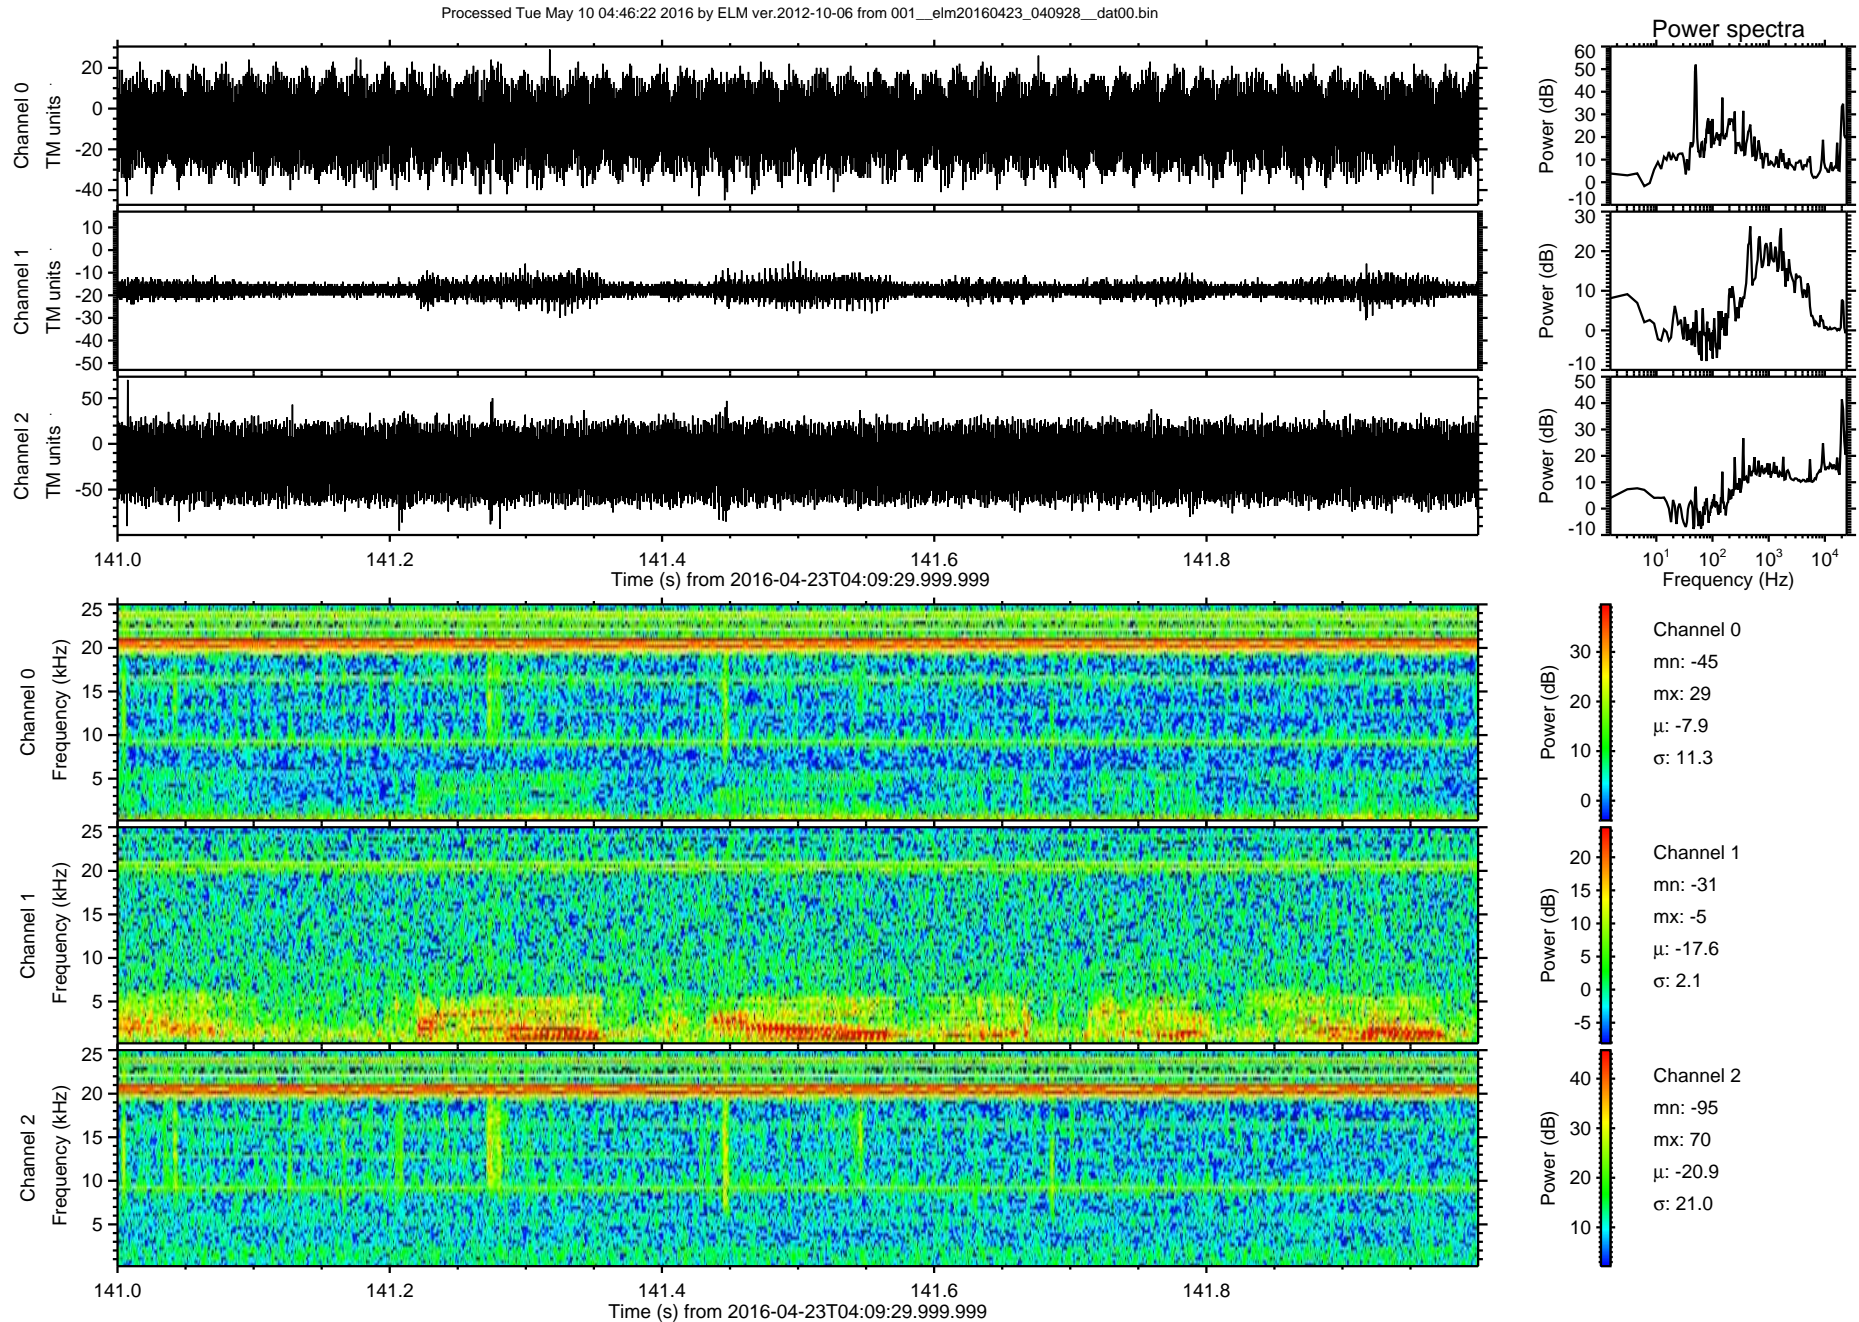 Processed Tue May 10 04:46:22 2016 by ELM ver.2012-10-06 from 001__elm20160423_040928__dat00.bin
Power spectra
Channel 0
TM units
20
0
-20
-40
Power (dB)
60
50
40
30
20
10
0
-10
Channel 1
TM units
10
0
-10
-20
-30
-40
-50
Power (dB)
30
20
10
0
-10
Channel 2
TM units
50
0
-50
Power (dB)
50
40
30
20
10
0
-10
141.0 141.2 141.4 141.6 141.8
Time (s) from 2016-04-23T04:09:29.999.999
10^1 10^2 10^3 10^4
Frequency (Hz)
Channel 0
Frequency (kHz)
25
20
15
10
5
Power (dB)
30
20
10
0
Channel 0
mn: -45
mx: 29
μ: -7.9
σ: 11.3
Channel 1
Frequency (kHz)
25
20
15
10
5
Power (dB)
20
15
10
5
0
-5
Channel 1
mn: -31
mx: -5
μ: -17.6
σ: 2.1
Channel 2
Frequency (kHz)
25
20
15
10
5
Power (dB)
40
30
20
10
Channel 2
mn: -95
mx: 70
μ: -20.9
σ: 21.0
141.0 141.2 141.4 141.6 141.8
Time (s) from 2016-04-23T04:09:29.999.999